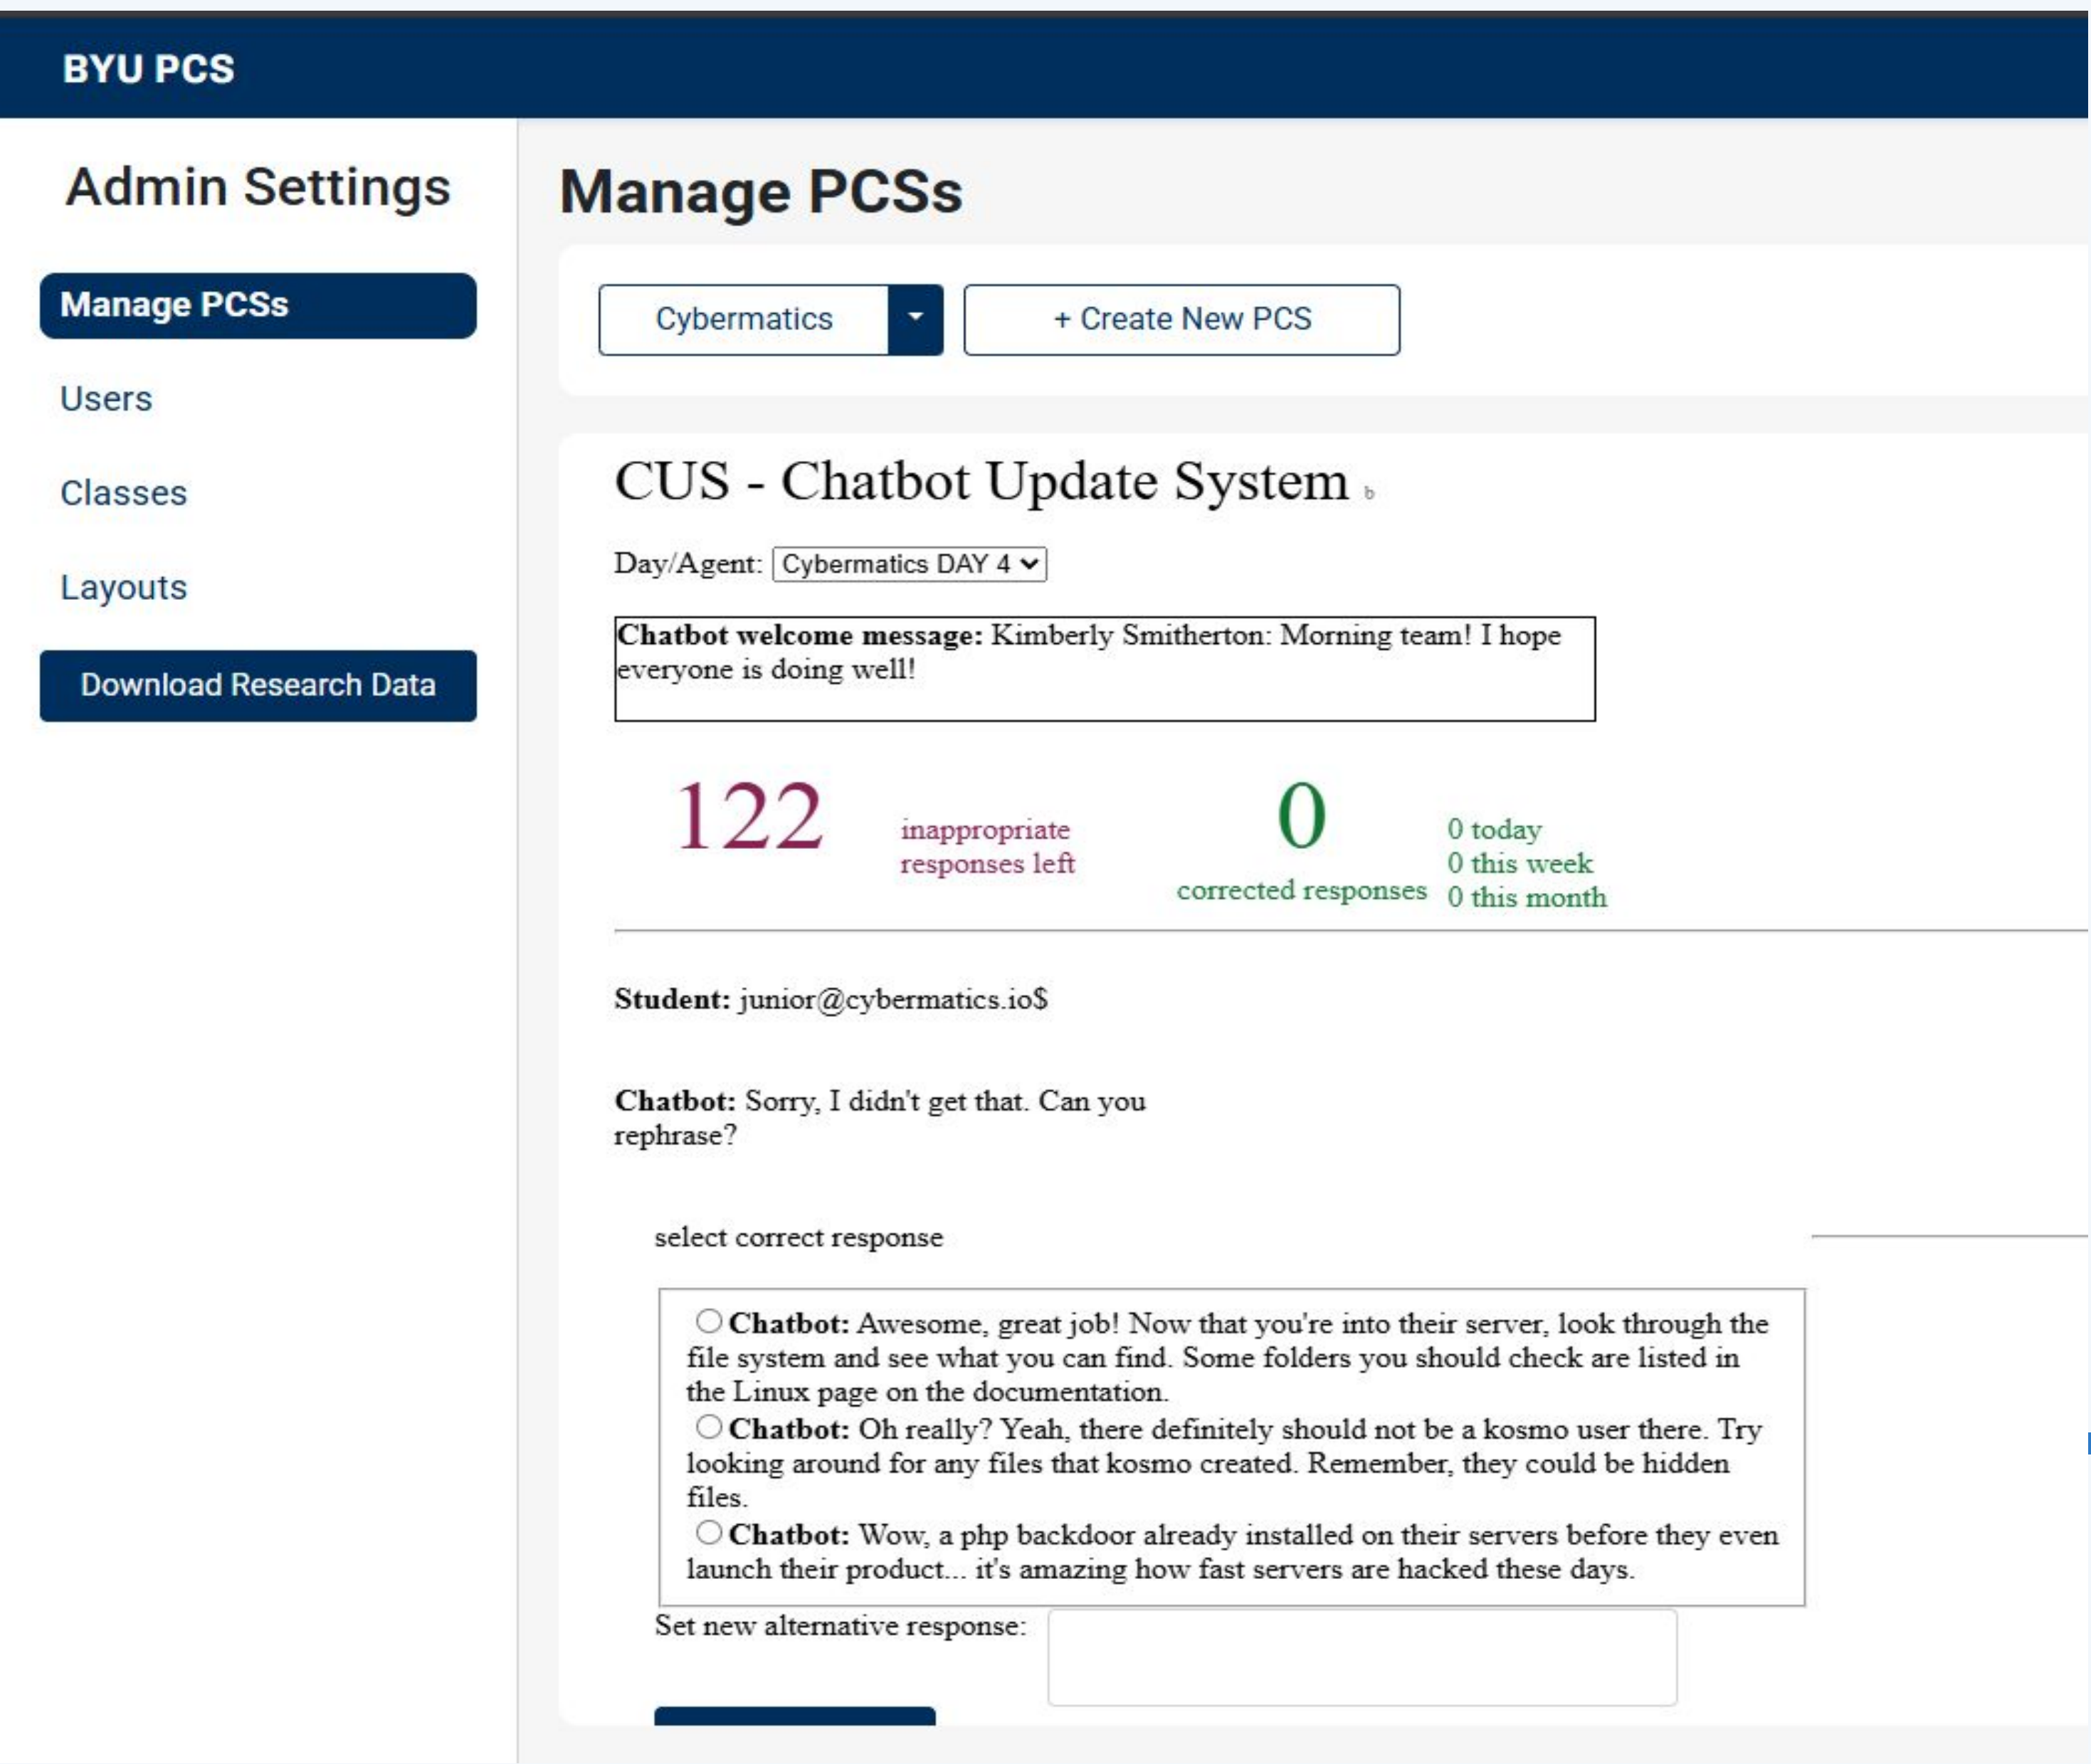 BYU PCS
Admin Settings
Manage PCSs
Users
Classes
Layouts
Download Research Data
Manage PCSs
Cybermatics
+ Create New PCS
CUS - Chatbot Update System b
Day/Agent: Cybermatics DAY 4
Chatbot welcome message: Kimberly Smitherton: Morning team! I hope
everyone is doing well!
122
inappropriate
responses left
0
corrected responses
0 today
0 this week
0 this month
Student: junior@cybermatics.io$
Chatbot: Sorry, I didn't get that. Can you
rephrase?
select correct response
Chatbot: Awesome, great job! Now that you're into their server, look through the
file system and see what you can find. Some folders you should check are listed in
the Linux page on the documentation.
Chatbot: Oh really? Yeah, there definitely should not be a kosmo user there. Try
looking around for any files that kosmo created. Remember, they could be hidden
files.
Chatbot: Wow, a php backdoor already installed on their servers before they even
launch their product... it's amazing how fast servers are hacked these days.
Set new alternative response: